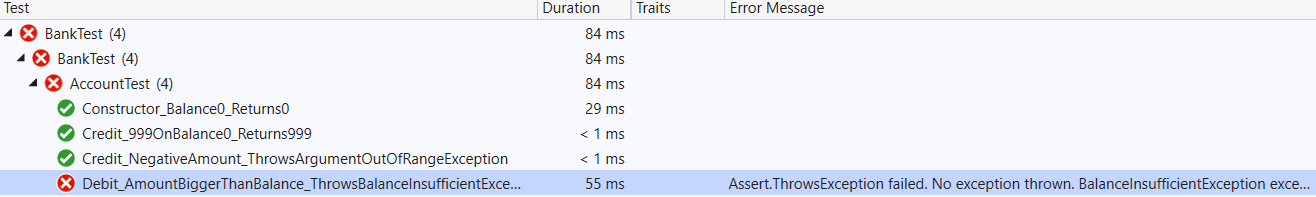 Test Duration Traits Error Message
BankTest (4) 84 ms
BankTest (4) 84 ms
AccountTest (4) 84 ms
Constructor_Balance0_Returns0 29 ms
Credit_999OnBalance0_Returns999 < 1 ms
Credit_NegativeAmount_ThrowsArgumentOutOfRangeException < 1 ms
Debit_AmountBiggerThanBalance_ThrowsBalanceInsufficientExce... 55 ms Assert.ThrowsException failed. No exception thrown. BalanceInsufficientException exce...